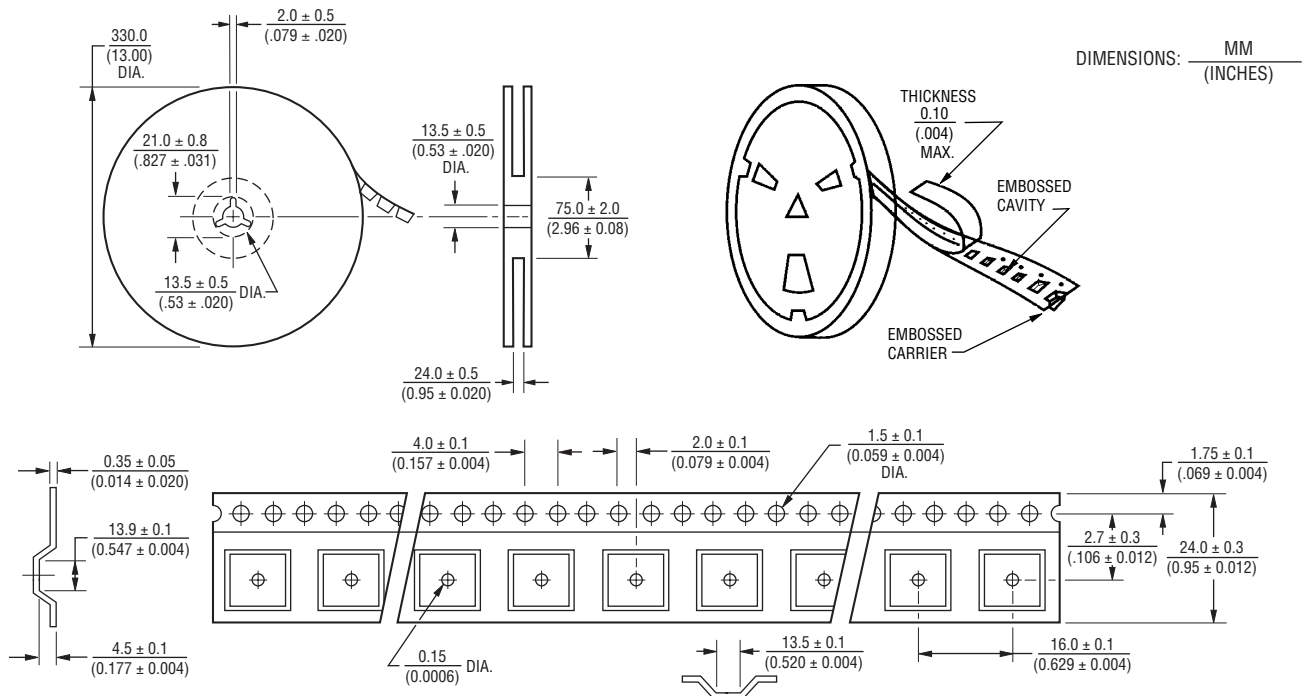 2.0 ± 0.5
(.079 ± .020)
330.0
(13.00)
DIA.
DIMENSIONS: MM
(INCHES)
THICKNESS
0.10
(.004)
MAX.
21.0 ± 0.8
(.827 ± .031)
13.5 ± 0.5
(0.53 ± .020)
DIA.
EMBOSSED
CAVITY
75.0 ± 2.0
(2.96 ± 0.08)
13.5 ± 0.5
(.53 ± .020)
DIA.
EMBOSSED
CARRIER
24.0 ± 0.5
(0.95 ± 0.020)
4.0 ± 0.1
(0.157 ± 0.004)
2.0 ± 0.1
(0.079 ± 0.004)
1.5 ± 0.1
(0.059 ± 0.004)
DIA.
1.75 ± 0.1
(.069 ± 0.004)
0.35 ± 0.05
(0.014 ± 0.020)
13.9 ± 0.1
(0.547 ± 0.004)
2.7 ± 0.3
(.106 ± 0.012)
24.0 ± 0.3
(0.95 ± 0.012)
4.5 ± 0.1
(0.177 ± 0.004)
0.15
(0.0006)
DIA.
13.5 ± 0.1
(0.520 ± 0.004)
16.0 ± 0.1
(0.629 ± 0.004)